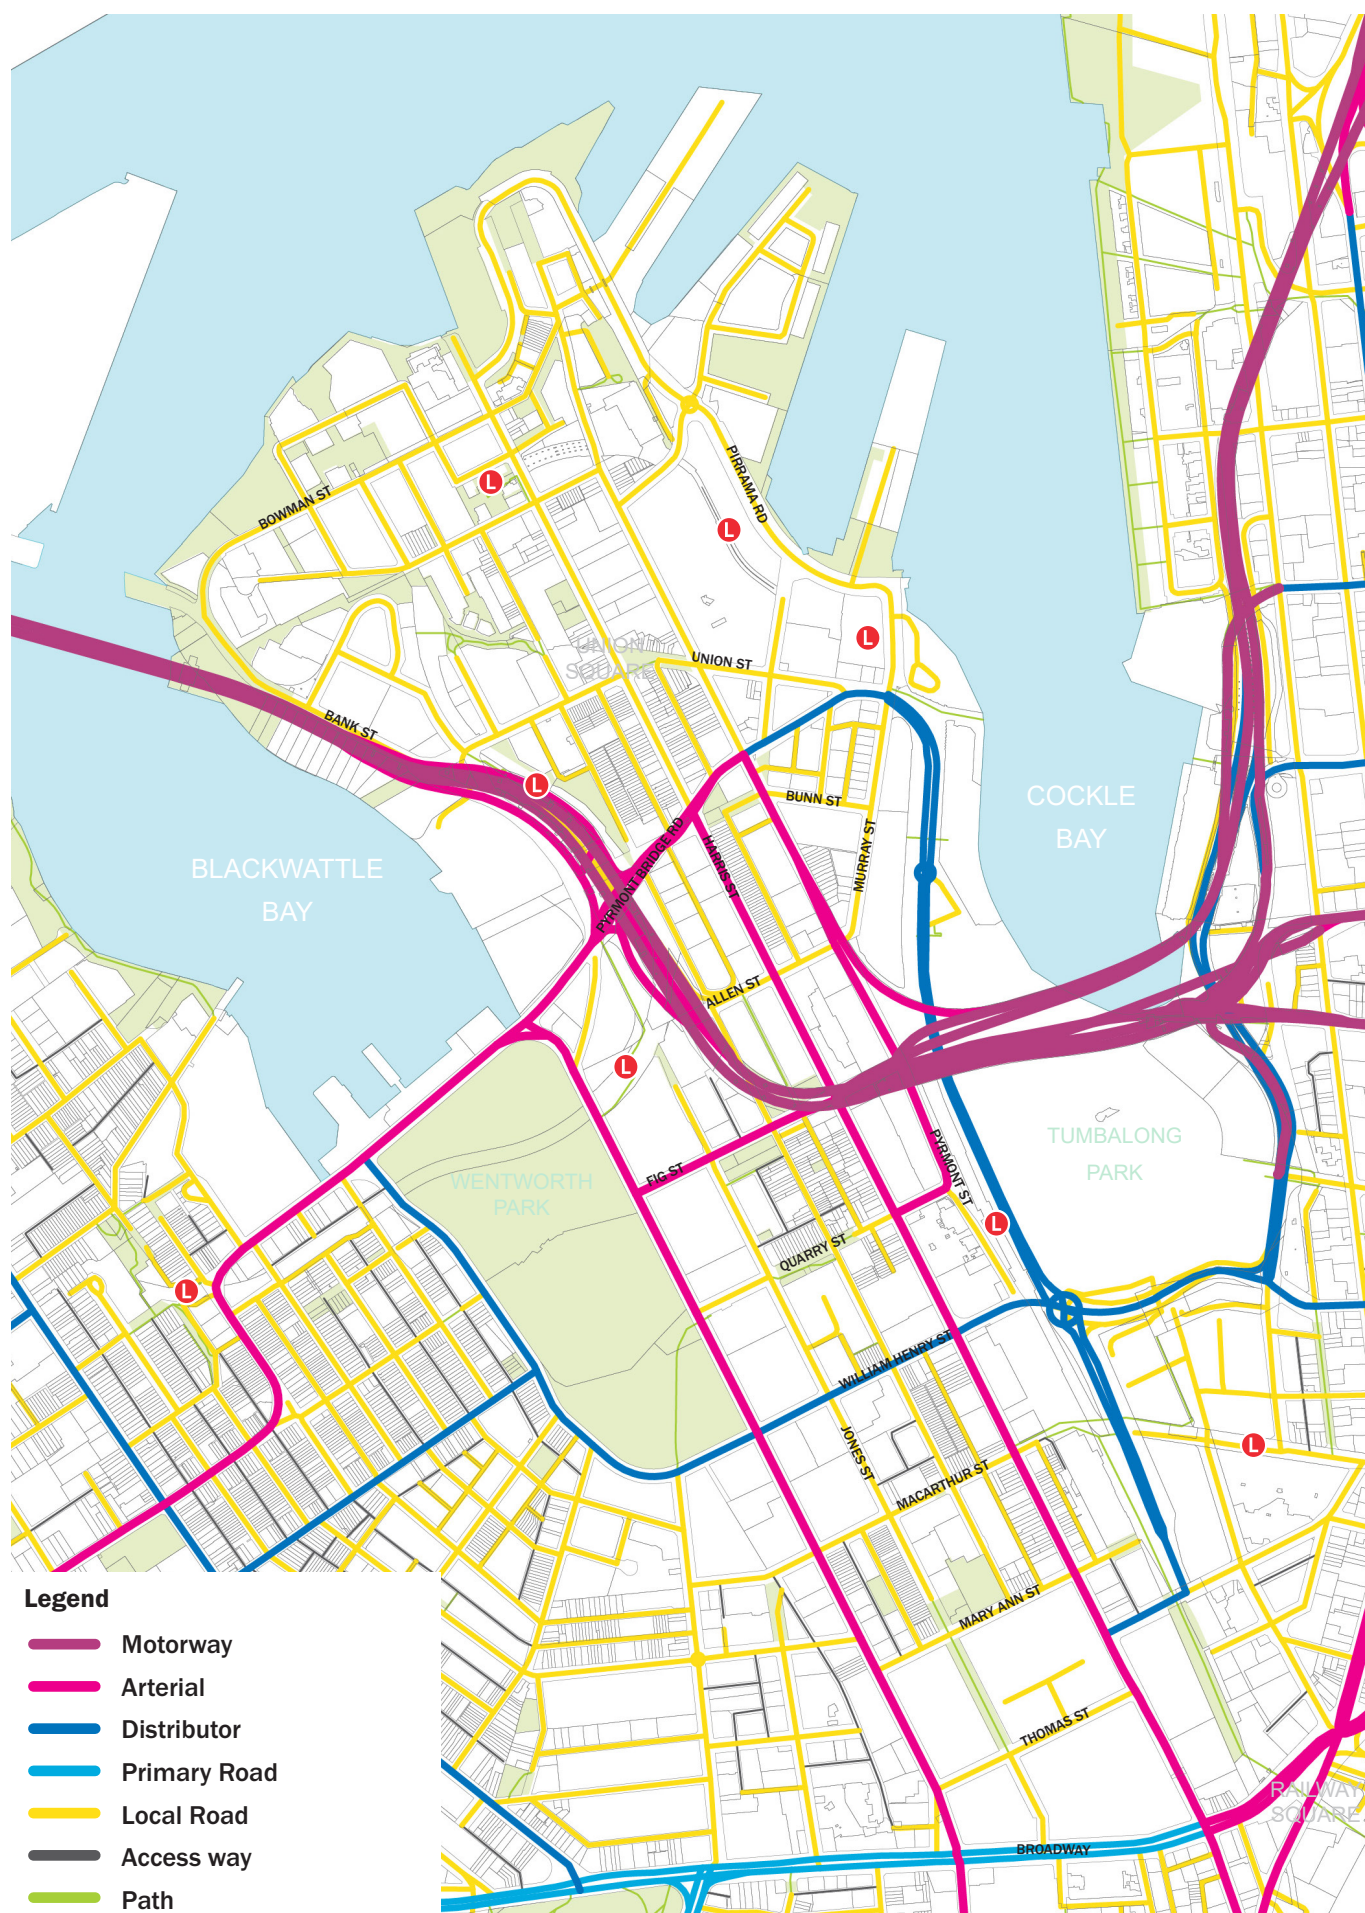 BOWMAN ST
L
PIRRAMA RD
L
L
UNION
SQUARE
UNION ST
BANK ST
L
BUNN ST
COCKLE
BAY
HARRIS ST
MURRAY ST
PYRMONT BRIDGE RD
BLACKWATTLE
BAY
ALLEN ST
L
TUMBALONG
PARK
PYRMONT ST
FIG ST
WENTWORTH
PARK
L
QUARRY ST
L
WILLIAM HENRY ST
JONES ST
L
MACARTHUR ST
MARY ANN ST
THOMAS ST
RAILWAY
SQUARE
BROADWAY
Legend
Motorway
Arterial
Distributor
Primary Road
Local Road
Access way
Path